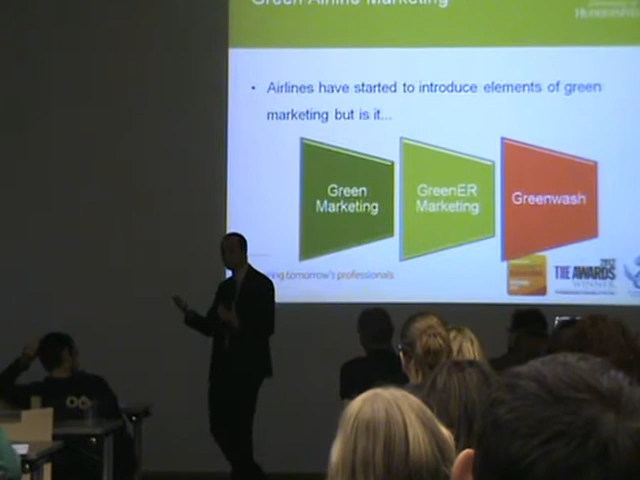 Green Airline Marketing
• Airlines have started to introduce elements of green
marketing but is it...
Green
Marketing
GreenER
Marketing
Greenwash
ing tomorrow's professionals
THE AWARDS
WINNER